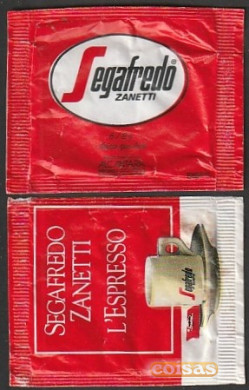 Segafredo®
ZANETTI
SEGAFREDO
ZANETTI
L'ESPRESSO
Segafredo
coisas